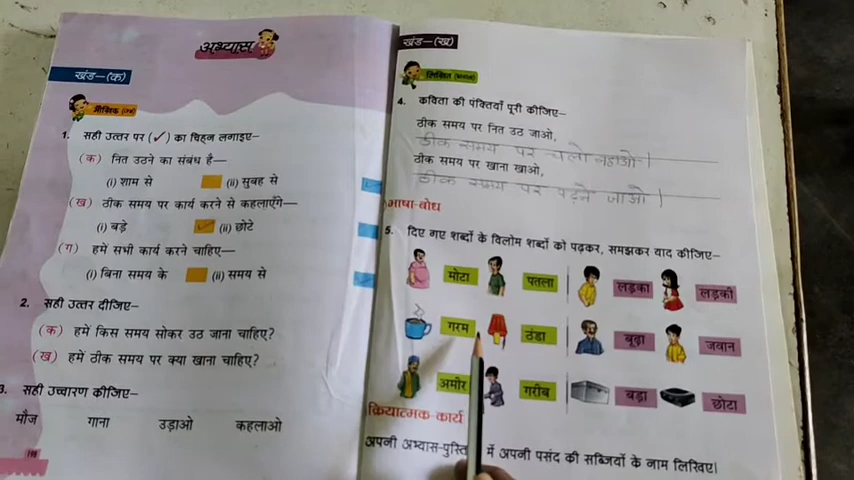 अभ्यास
खंड–(क)
मौखिक
1. सही उत्तर पर (✓) का चिह्न लगाइए–
(क) नित उठने का संबंध है–
(i) शाम से (ii) सुबह से
(ख) ठीक समय पर कार्य करने से कहलाएँगे–
(i) बड़े (ii) छोटे
(ग) हमें सभी कार्य करने चाहिए–
(i) बिना समय के (ii) समय से
2. सही उत्तर दीजिए–
(क) हमें किस समय सोकर उठ जाना चाहिए?
(ख) हमें ठीक समय पर क्या खाना चाहिए?
3. सही उच्चारण कीजिए–
मौज गाना उड़ाओ कहलाओ
खंड–(ख)
लिखित
4. कविता की पंक्तियाँ पूरी कीजिए–
ठीक समय पर नित उठ जाओ,
ठीक समय पर चलो नहाओ।
ठीक समय पर खाना खाओ,
ठीक समय पर पढ़ने जाओ।
भाषा-बोध
5. दिए गए शब्दों के विलोम शब्दों को पढ़कर, समझकर याद कीजिए–
मोटा पतला लड़का लड़की
गरम ठंडा बूढ़ा जवान
अमीर गरीब बड़ा छोटा
क्रियात्मक-कार्य
अपनी अभ्यास-पुस्ति में अपनी पसंद की सब्जियों के नाम लिखिए।